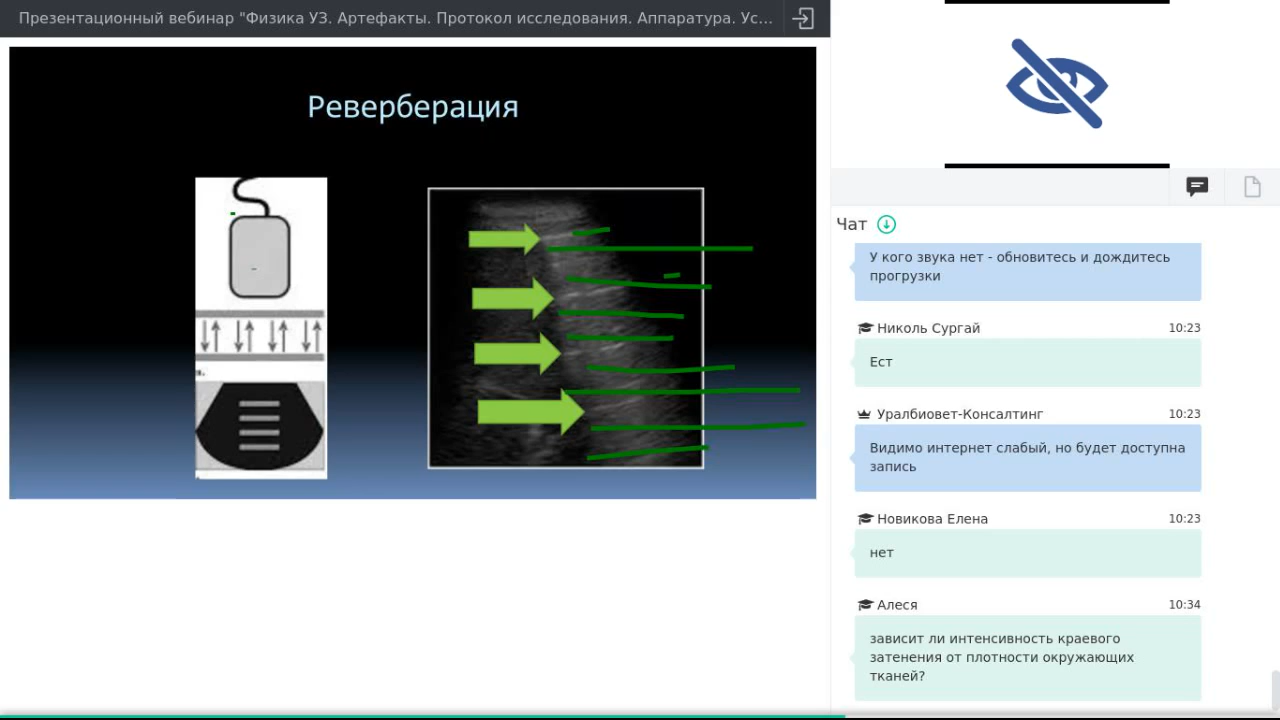 Презентационный вебинар "Физика УЗ. Артефакты. Протокол исследования. Аппаратура. Ус...
Реверберация
Чат
У кого звука нет - обновитесь и дождитесь
прогрузки
Николь Сургай 10:23
Ест
Уралбиовет-Консалтинг 10:23
Видимо интернет слабый, но будет доступна
запись
Новикова Елена 10:23
нет
Алеся 10:34
зависит ли интенсивность краевого
затенения от плотности окружающих
тканей?